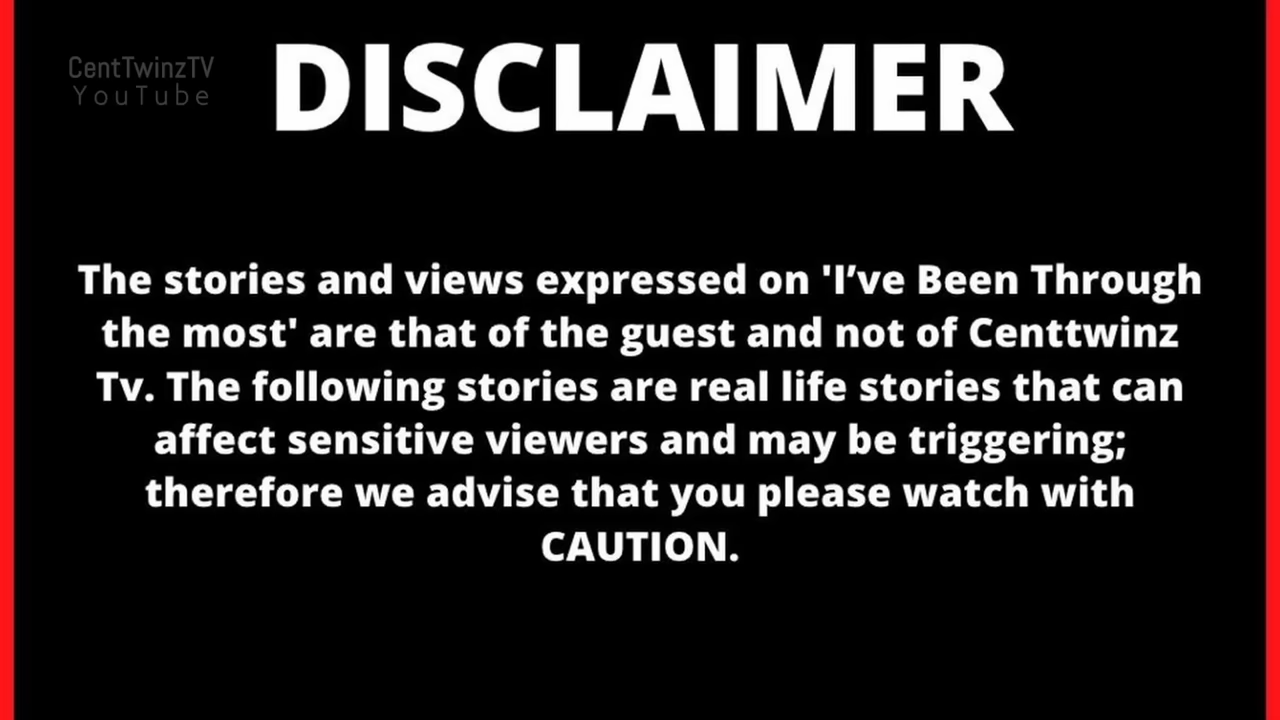 CentTwinzTV
YouTube
DISCLAIMER
The stories and views expressed on 'I’ve Been Through
the most' are that of the guest and not of Centtwinz
Tv. The following stories are real life stories that can
affect sensitive viewers and may be triggering;
therefore we advise that you please watch with
CAUTION.